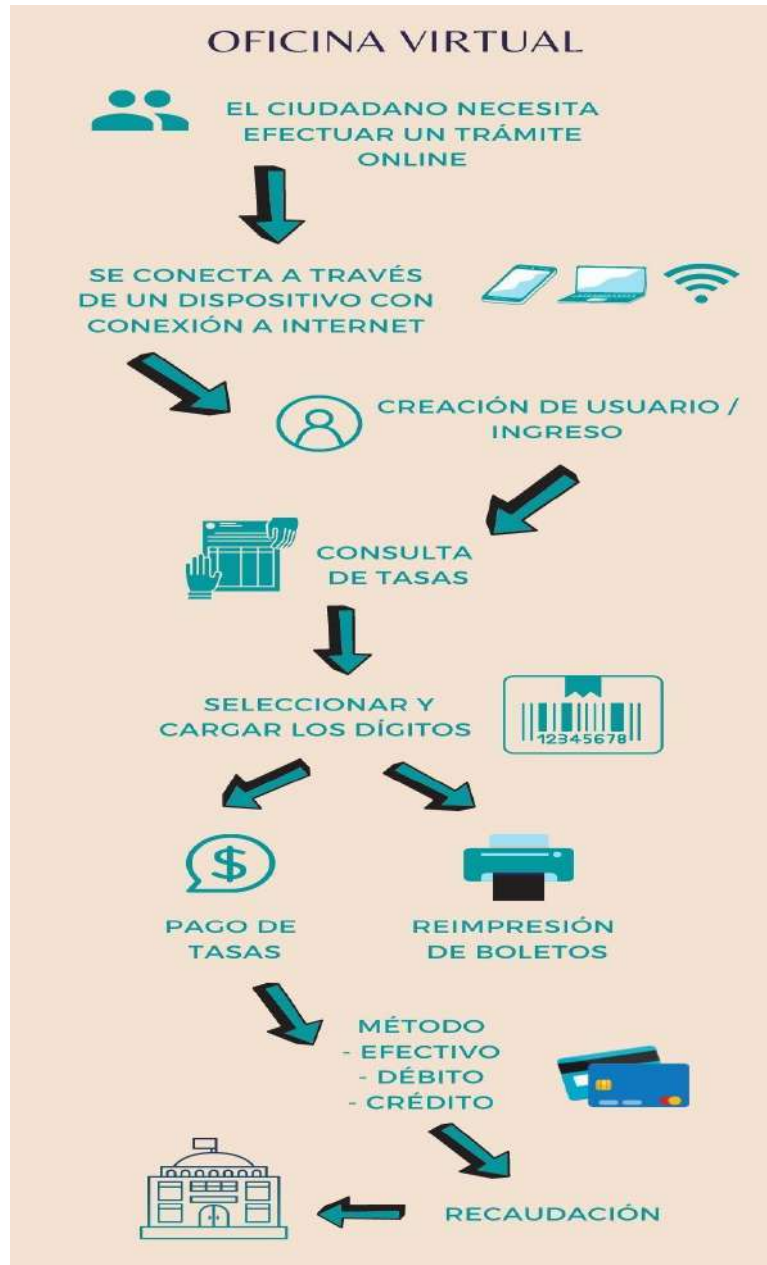 OFICINA VIRTUAL
EL CIUDADANO NECESITA
EFECTUAR UN TRÁMITE
ONLINE
SE CONECTA A TRAVÉS
DE UN DISPOSITIVO CON
CONEXIÓN A INTERNET
CREACIÓN DE USUARIO /
INGRESO
CONSULTA
DE TASAS
SELECCIONAR Y
CARGAR LOS DÍGITOS
12345678
PAGO DE
TASAS
REIMPRESIÓN
DE BOLETOS
MÉTODO
- EFECTIVO
- DÉBITO
- CRÉDITO
RECAUDACIÓN